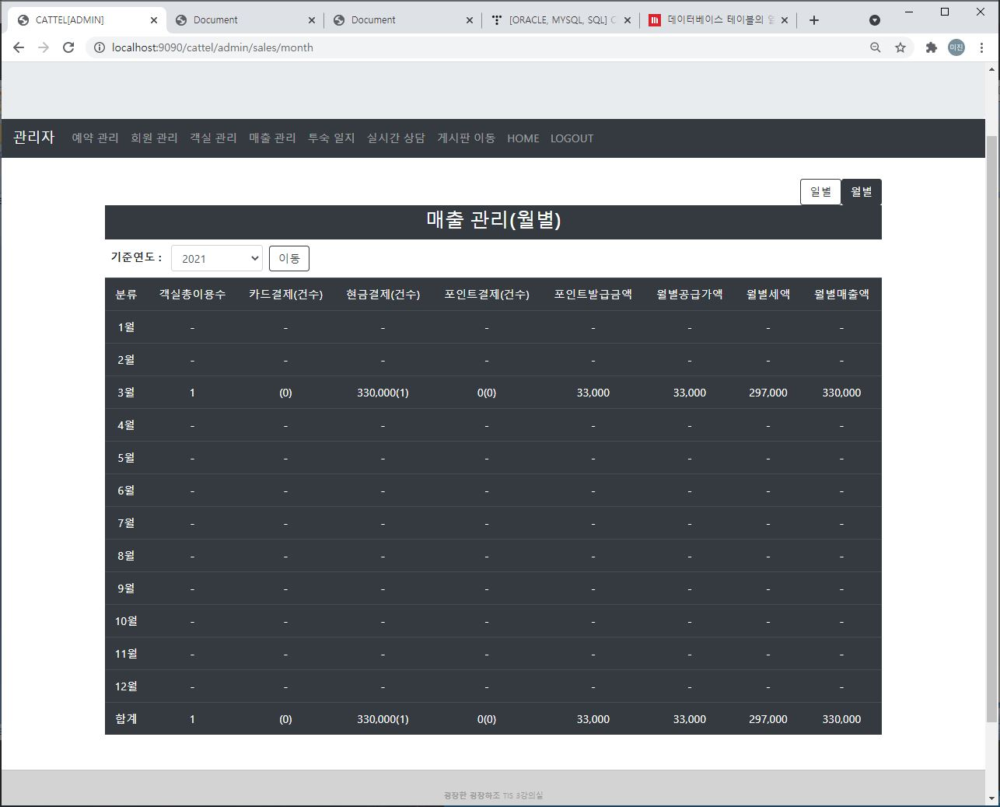 CATTEL[ADMIN]
Document
Document
[ORACLE, MYSQL, SQL] C
데이터베이스 테이블의 열
localhost:9090/cattel/admin/sales/month
미진
관리자 예약 관리 회원 관리 객실 관리 매출 관리 투숙 일지 실시간 상담 게시판 이동 HOME LOGOUT
일별 월별
매출 관리(월별)
기준연도 : 2021 이동
분류 객실총이용수 카드결제(건수) 현금결제(건수) 포인트결제(건수) 포인트발급금액 월별공급가액 월별세액 월별매출액
1월 - - - - - - - -
2월 - - - - - - - -
3월 1 (0) 330,000(1) 0(0) 33,000 33,000 297,000 330,000
4월 - - - - - - - -
5월 - - - - - - - -
6월 - - - - - - - -
7월 - - - - - - - -
8월 - - - - - - - -
9월 - - - - - - - -
10월 - - - - - - - -
11월 - - - - - - - -
12월 - - - - - - - -
합계 1 (0) 330,000(1) 0(0) 33,000 33,000 297,000 330,000
굉장한 굉장하조 TIS 3강의실